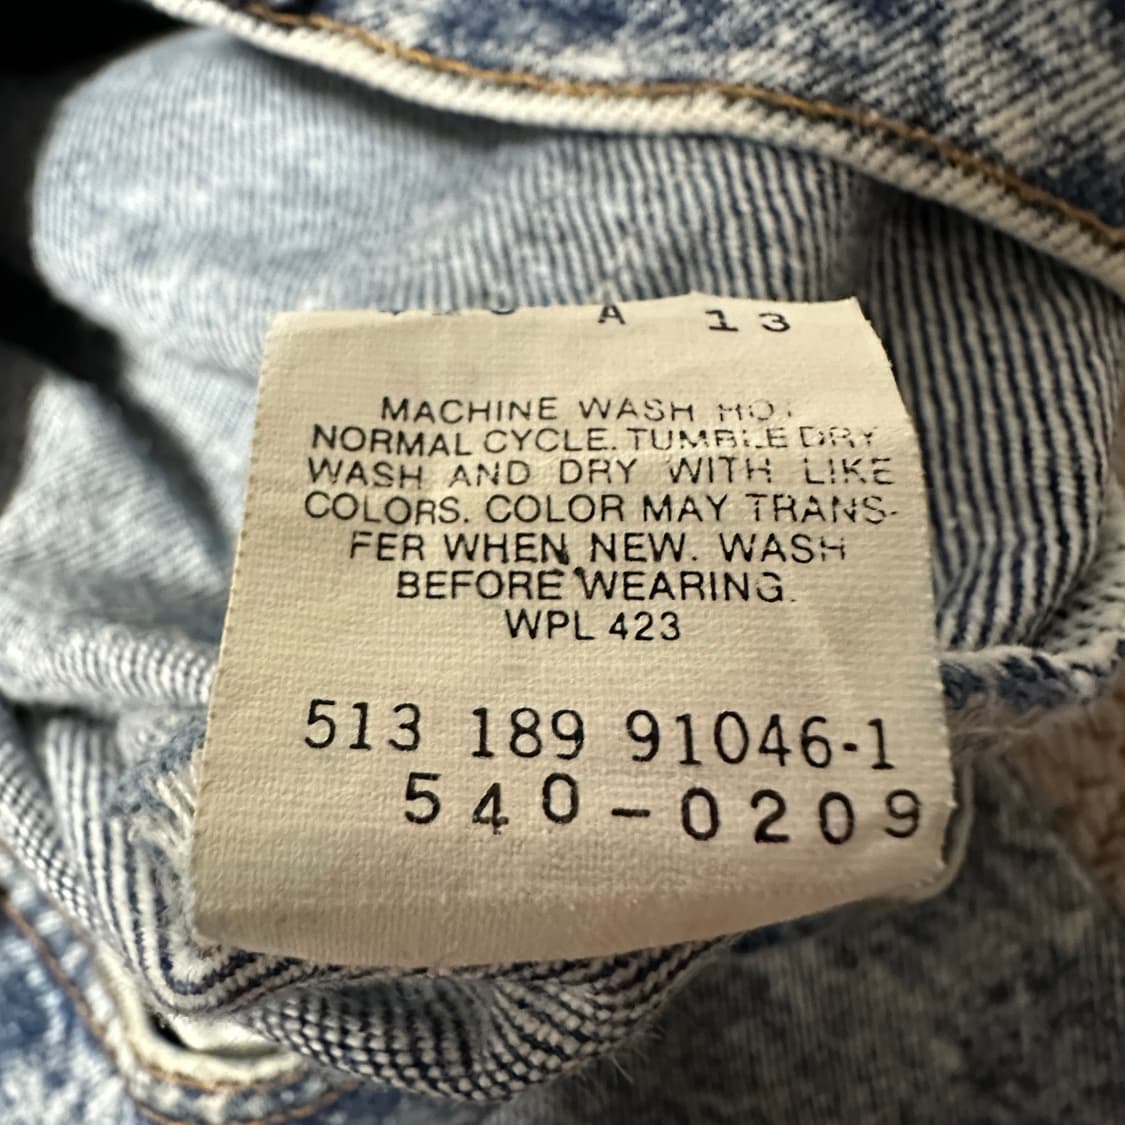 A 13
MACHINE WASH HOT
NORMAL CYCLE. TUMBLE DRY
WASH AND DRY WITH LIKE
COLORS. COLOR MAY TRANS-
FER WHEN NEW. WASH
BEFORE WEARING.
WPL 423
513 189 91046-1
540-0209